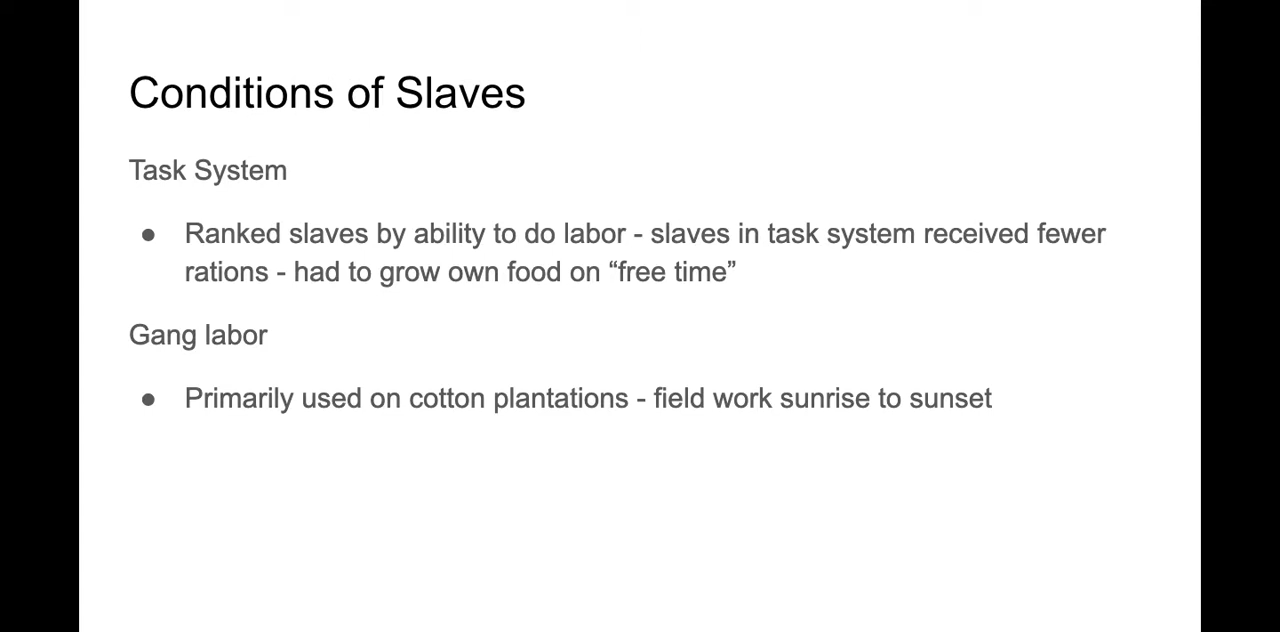 Conditions of Slaves
Task System
● Ranked slaves by ability to do labor - slaves in task system received fewer
rations - had to grow own food on “free time”
Gang labor
● Primarily used on cotton plantations - field work sunrise to sunset